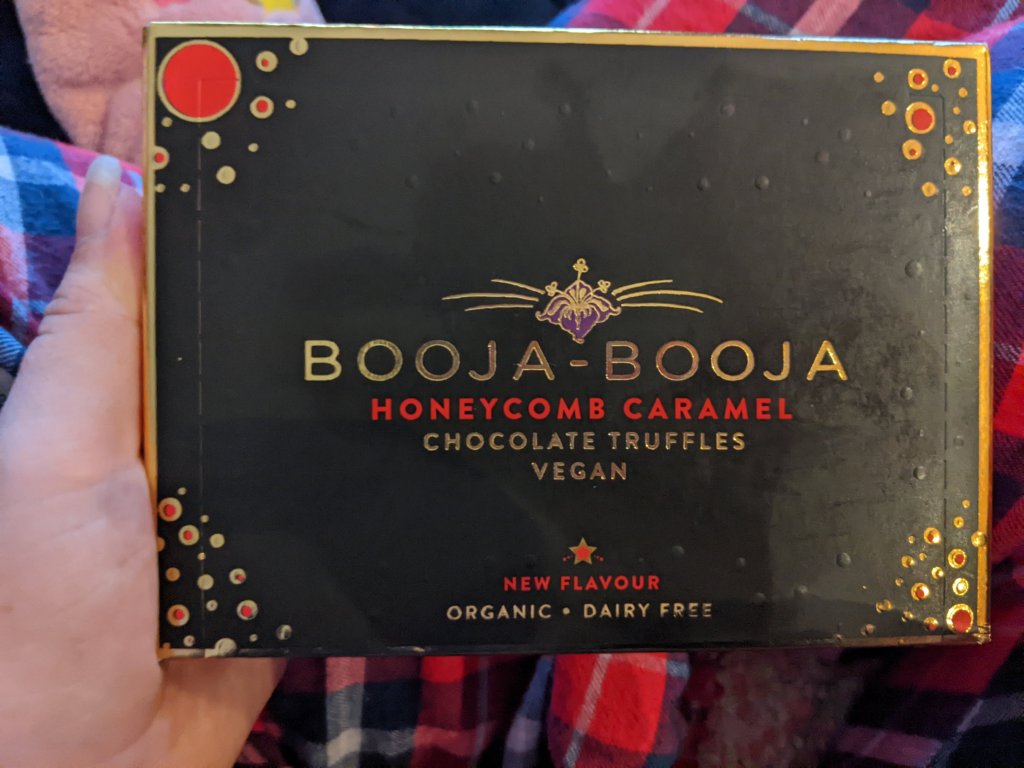 BOOJA-BOOJA
HONEYCOMB CARAMEL
CHOCOLATE TRUFFLES
VEGAN
NEW FLAVOUR
ORGANIC • DAIRY FREE